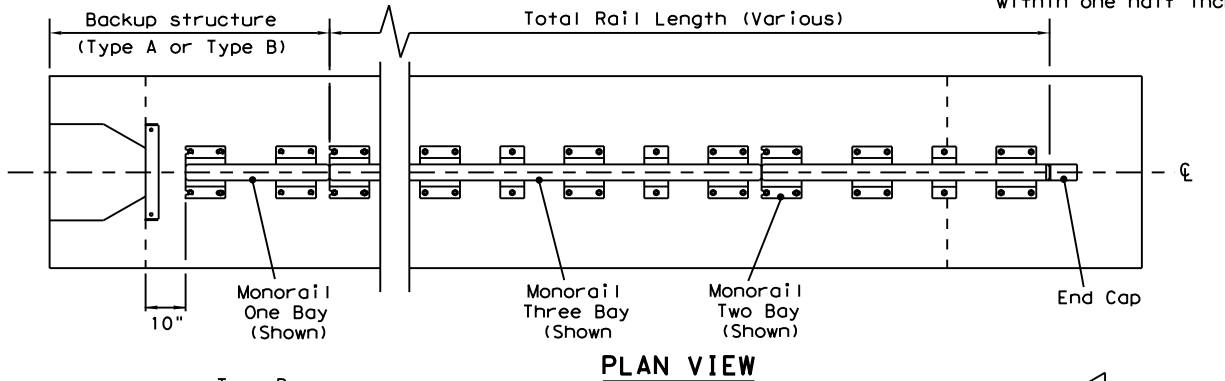 within one half inc
Backup structure
(Type A or Type B)
Total Rail Length (Various)
℄
10"
Monorail
One Bay
(Shown)
Monorail
Three Bay
(Shown
Monorail
Two Bay
(Shown)
End Cap
PLAN VIEW